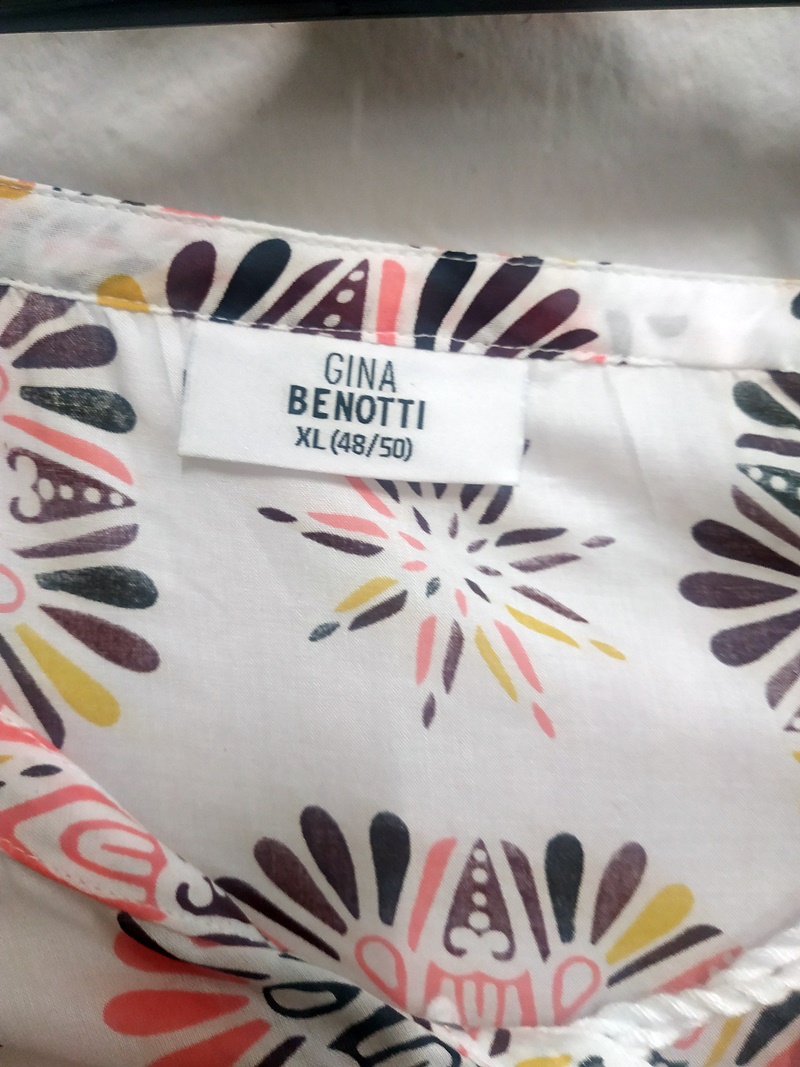 GINA
BENOTTI
XL (48/50)